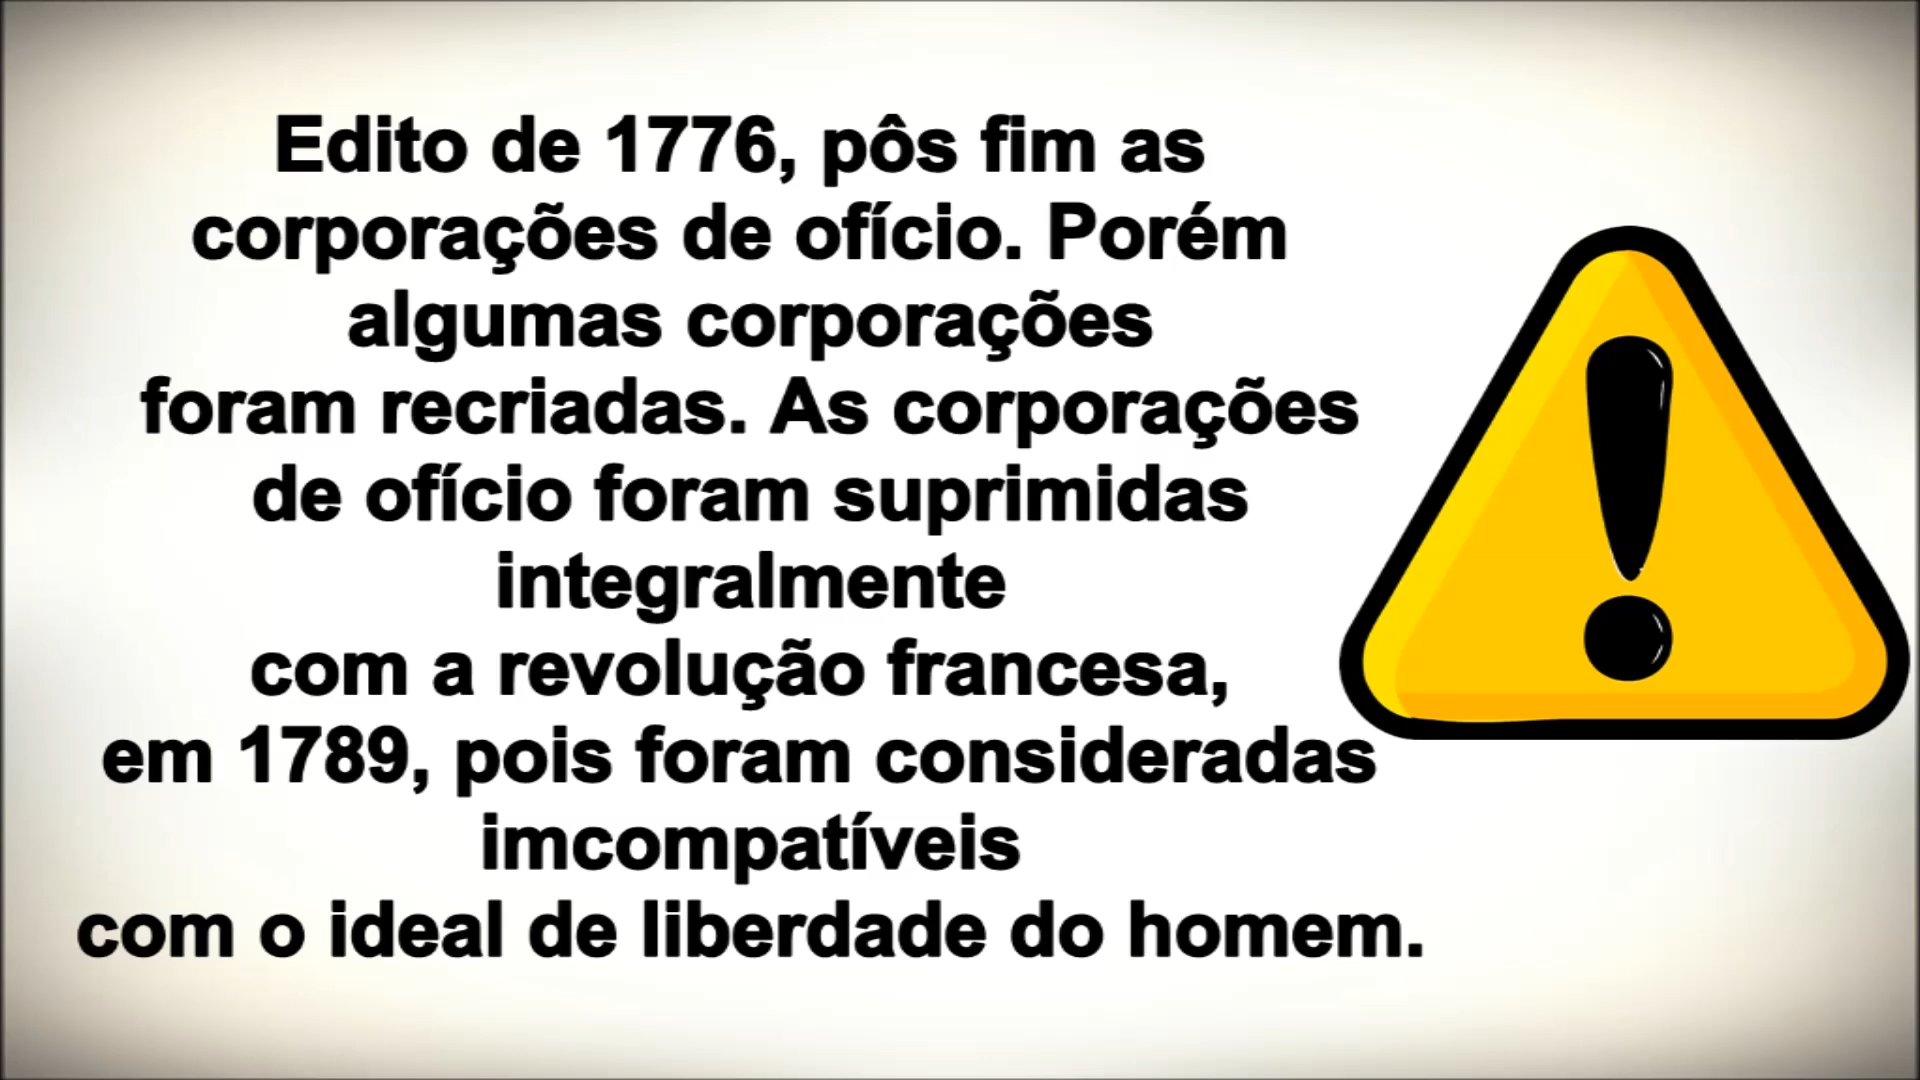 Edito de 1776, pôs fim as
corporações de ofício. Porém
algumas corporações
foram recriadas. As corporações
de ofício foram suprimidas
integralmente
com a revolução francesa,
em 1789, pois foram consideradas
imcompatíveis
com o ideal de liberdade do homem.